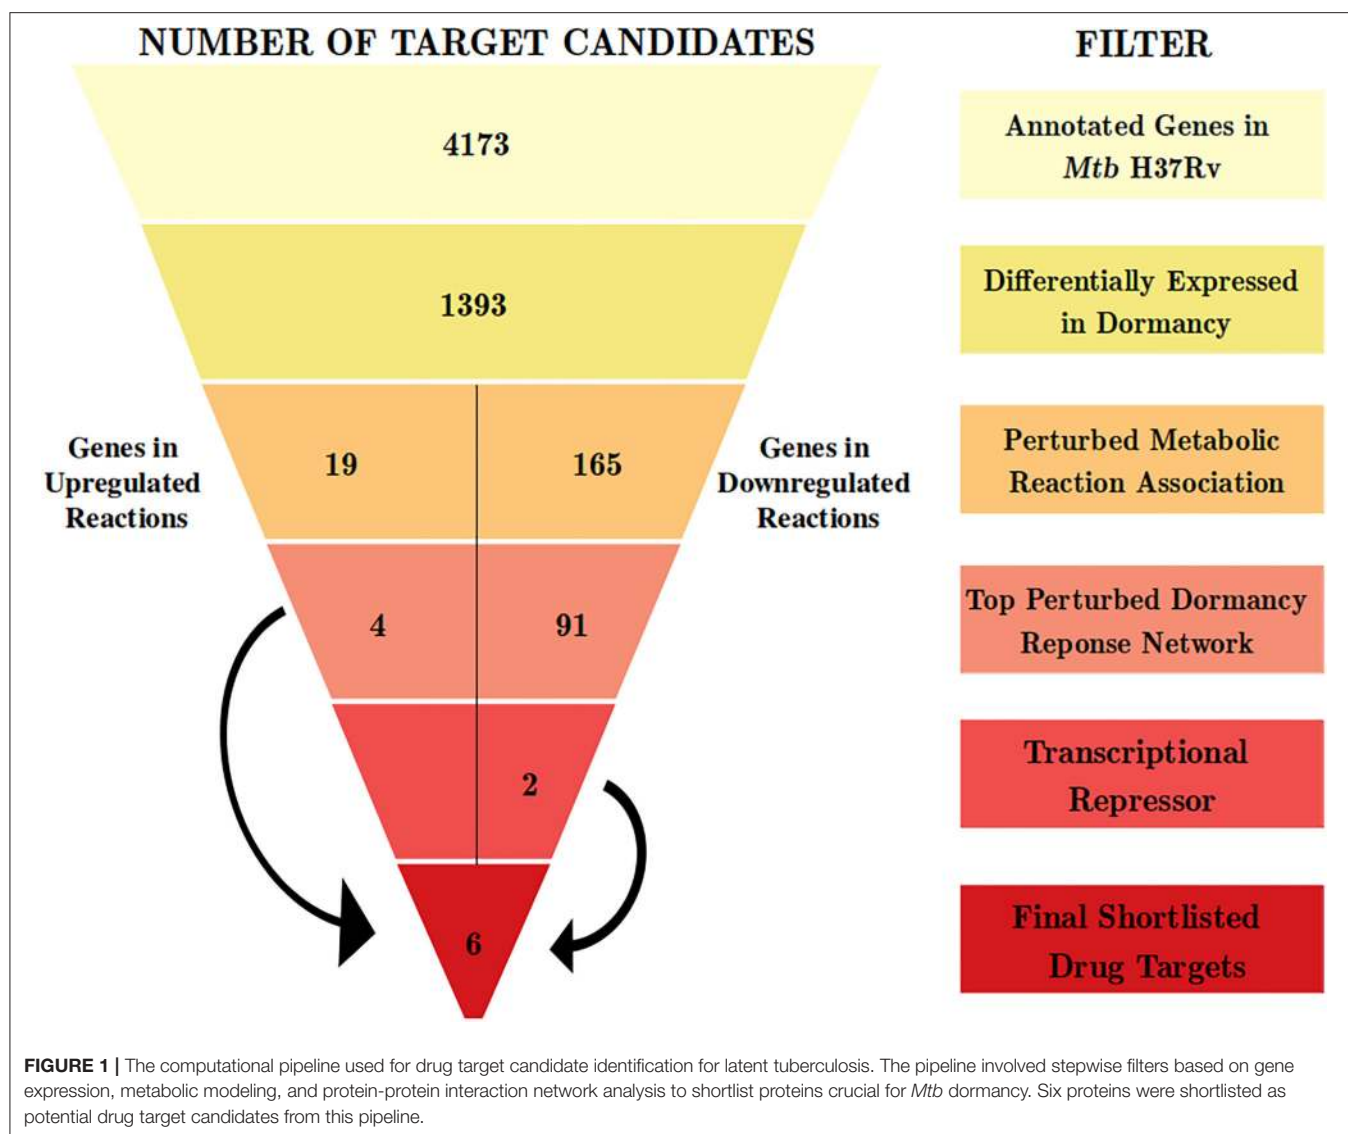 NUMBER OF TARGET CANDIDATES
FILTER
4173
Annotated Genes in
Mtb H37Rv
1393
Differentially Expressed
in Dormancy
Genes in
Upregulated
Reactions
19
165
Genes in
Downregulated
Reactions
Perturbed Metabolic
Reaction Association
4
91
Top Perturbed Dormancy
Reponse Network
2
Transcriptional
Repressor
6
Final Shortlisted
Drug Targets
FIGURE 1 | The computational pipeline used for drug target candidate identification for latent tuberculosis. The pipeline involved stepwise filters based on gene
expression, metabolic modeling, and protein-protein interaction network analysis to shortlist proteins crucial for Mtb dormancy. Six proteins were shortlisted as
potential drug target candidates from this pipeline.